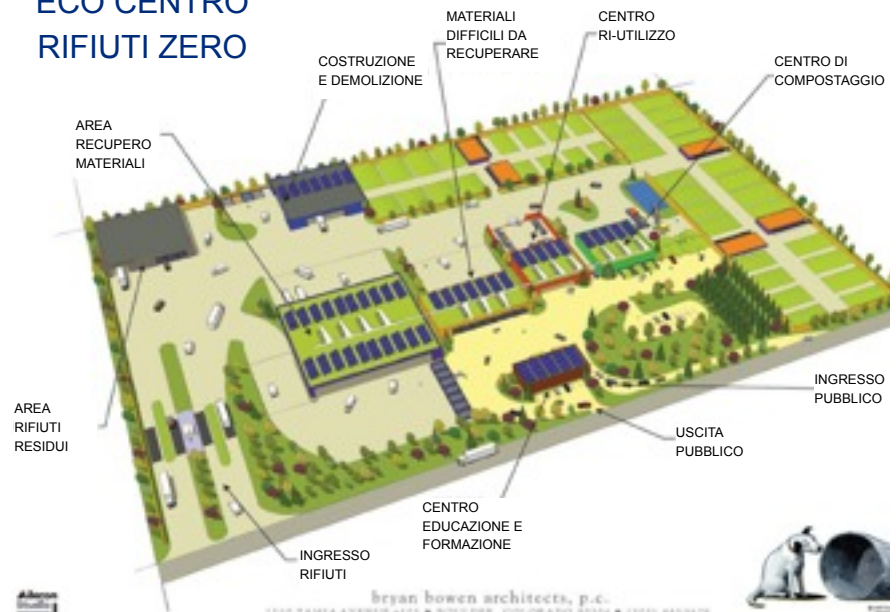 ECO CENTRO
RIFIUTI ZERO
MATERIALI
DIFFICILI DA
RECUPERARE
CENTRO
RI-UTILIZZO
COSTRUZIONE
E DEMOLIZIONE
CENTRO DI
COMPOSTAGGIO
AREA
RECUPERO
MATERIALI
INGRESSO
PUBBLICO
AREA
RIFIUTI
RESIDUI
USCITA
PUBBLICO
CENTRO
EDUCAZIONE E
FORMAZIONE
INGRESSO
RIFIUTI
bryan bowen architects, p.c.